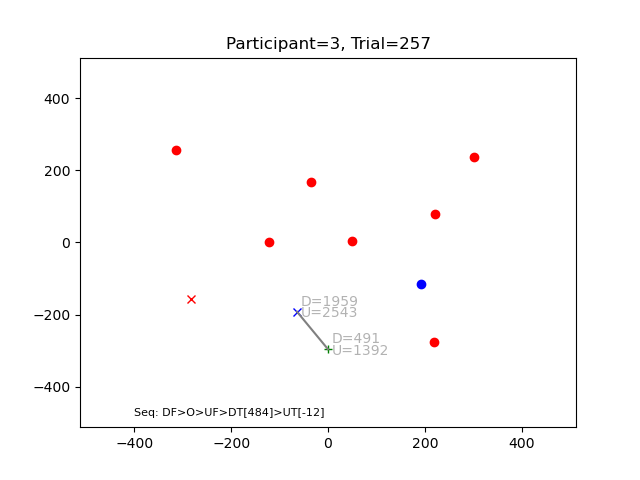 Participant=3, Trial=257
400
200
0
−200
−400
D=1959
U=2543
D=491
U=1392
Seq: DF>O>UF>DT[484]>UT[-12]
−400
−200
0
200
400